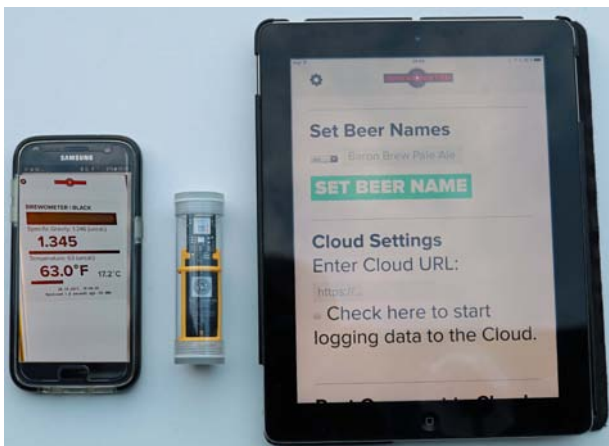 SAMSUNG
BREWOMETER : BLACK
1.345
63.0°F 17.2°C
BREWOMETER
Set Beer Names
Baron Brew Pale Ale
SET BEER NAME
Cloud Settings
Enter Cloud URL:
https://...
Check here to start
logging data to the Cloud.